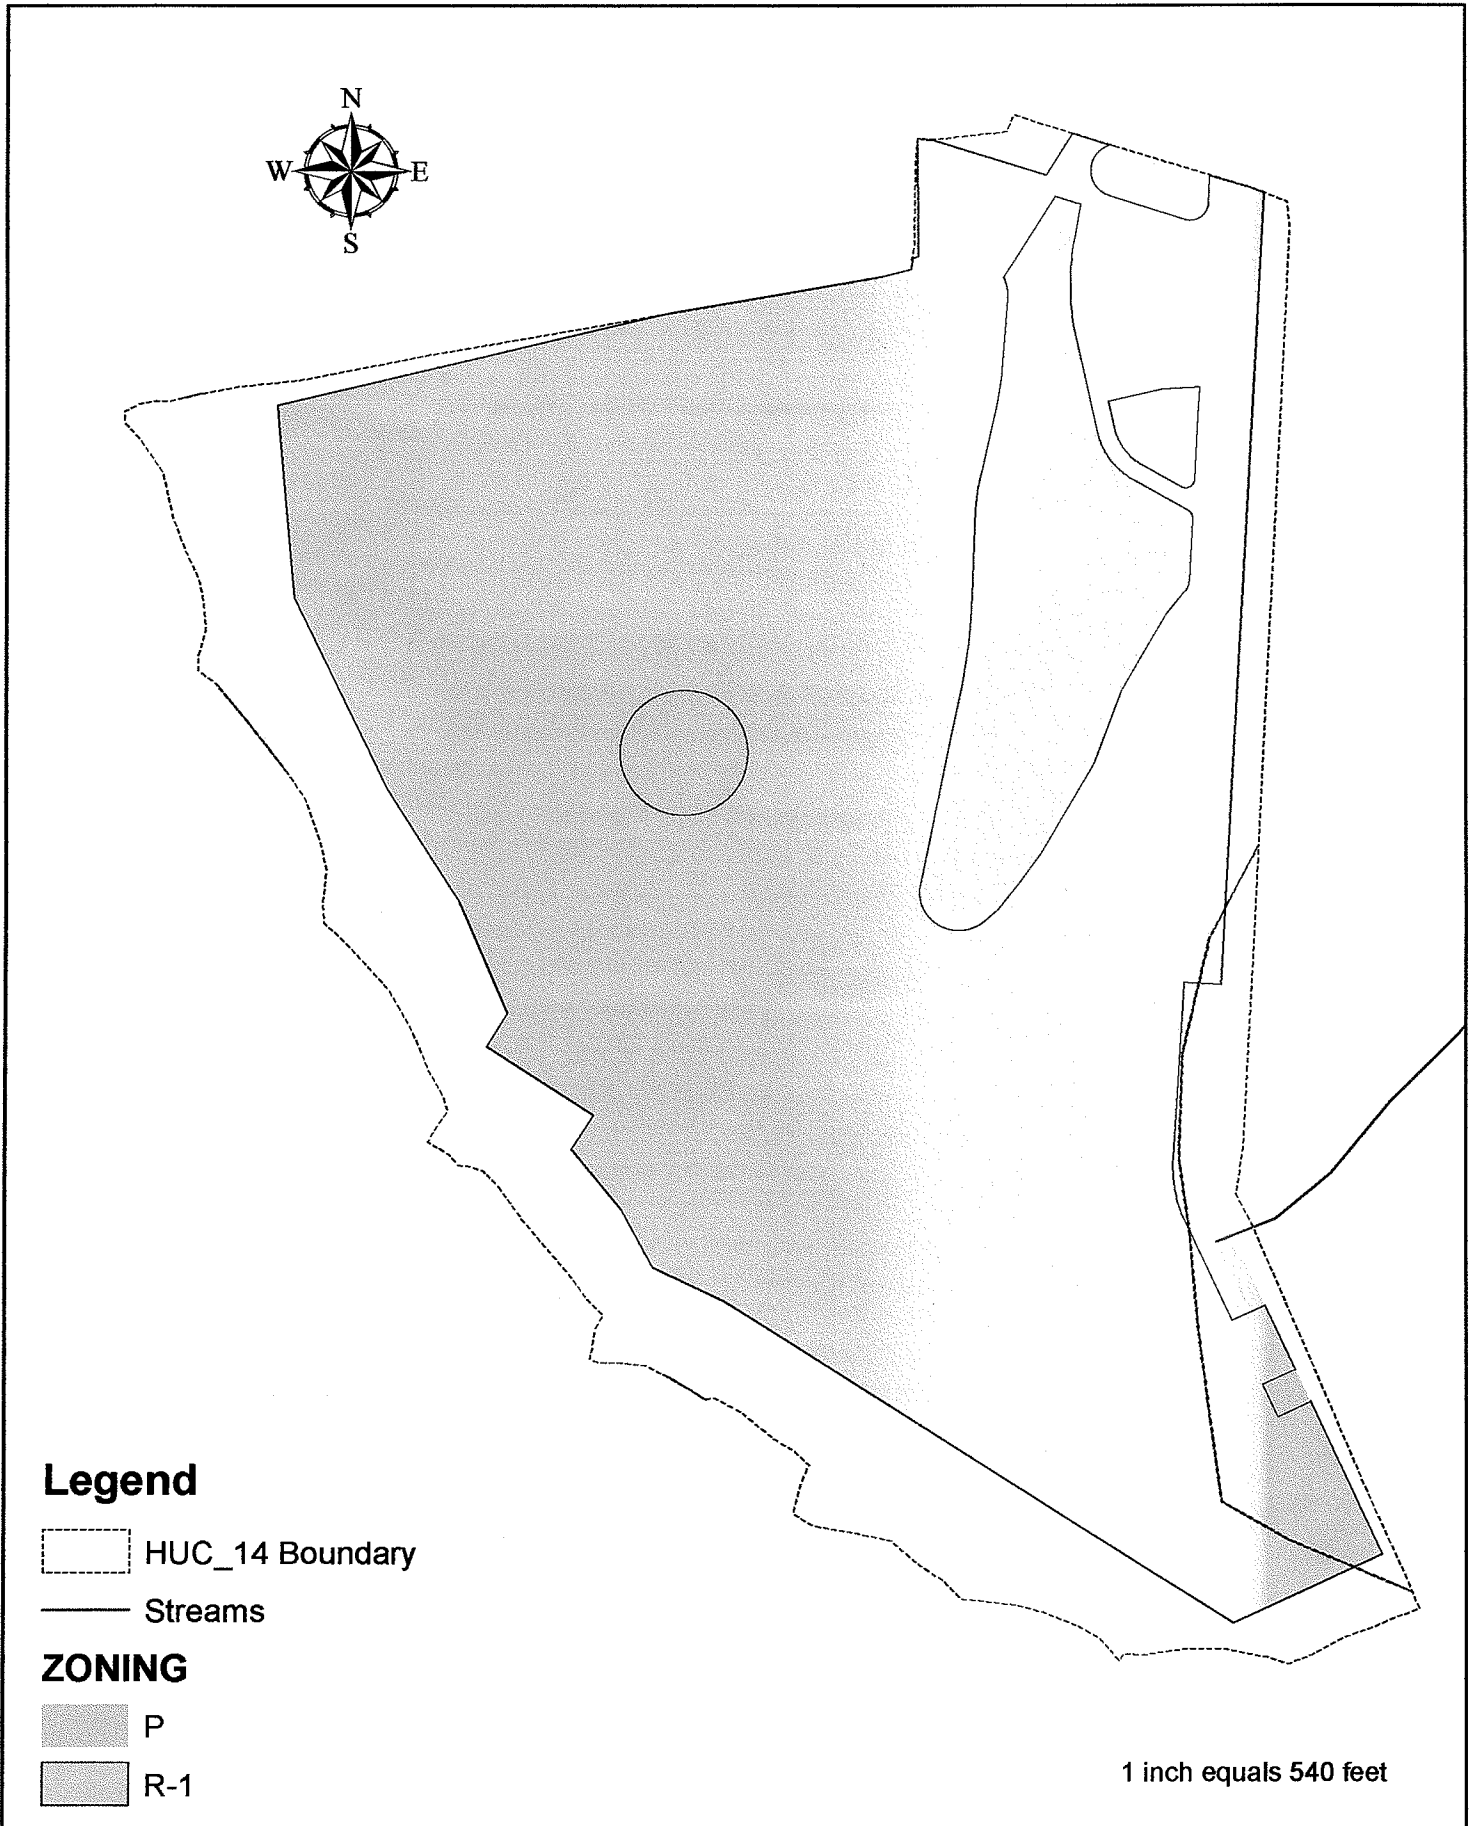 N
W E
S
Legend
HUC_14 Boundary
Streams
ZONING
P
R-1
1 inch equals 540 feet